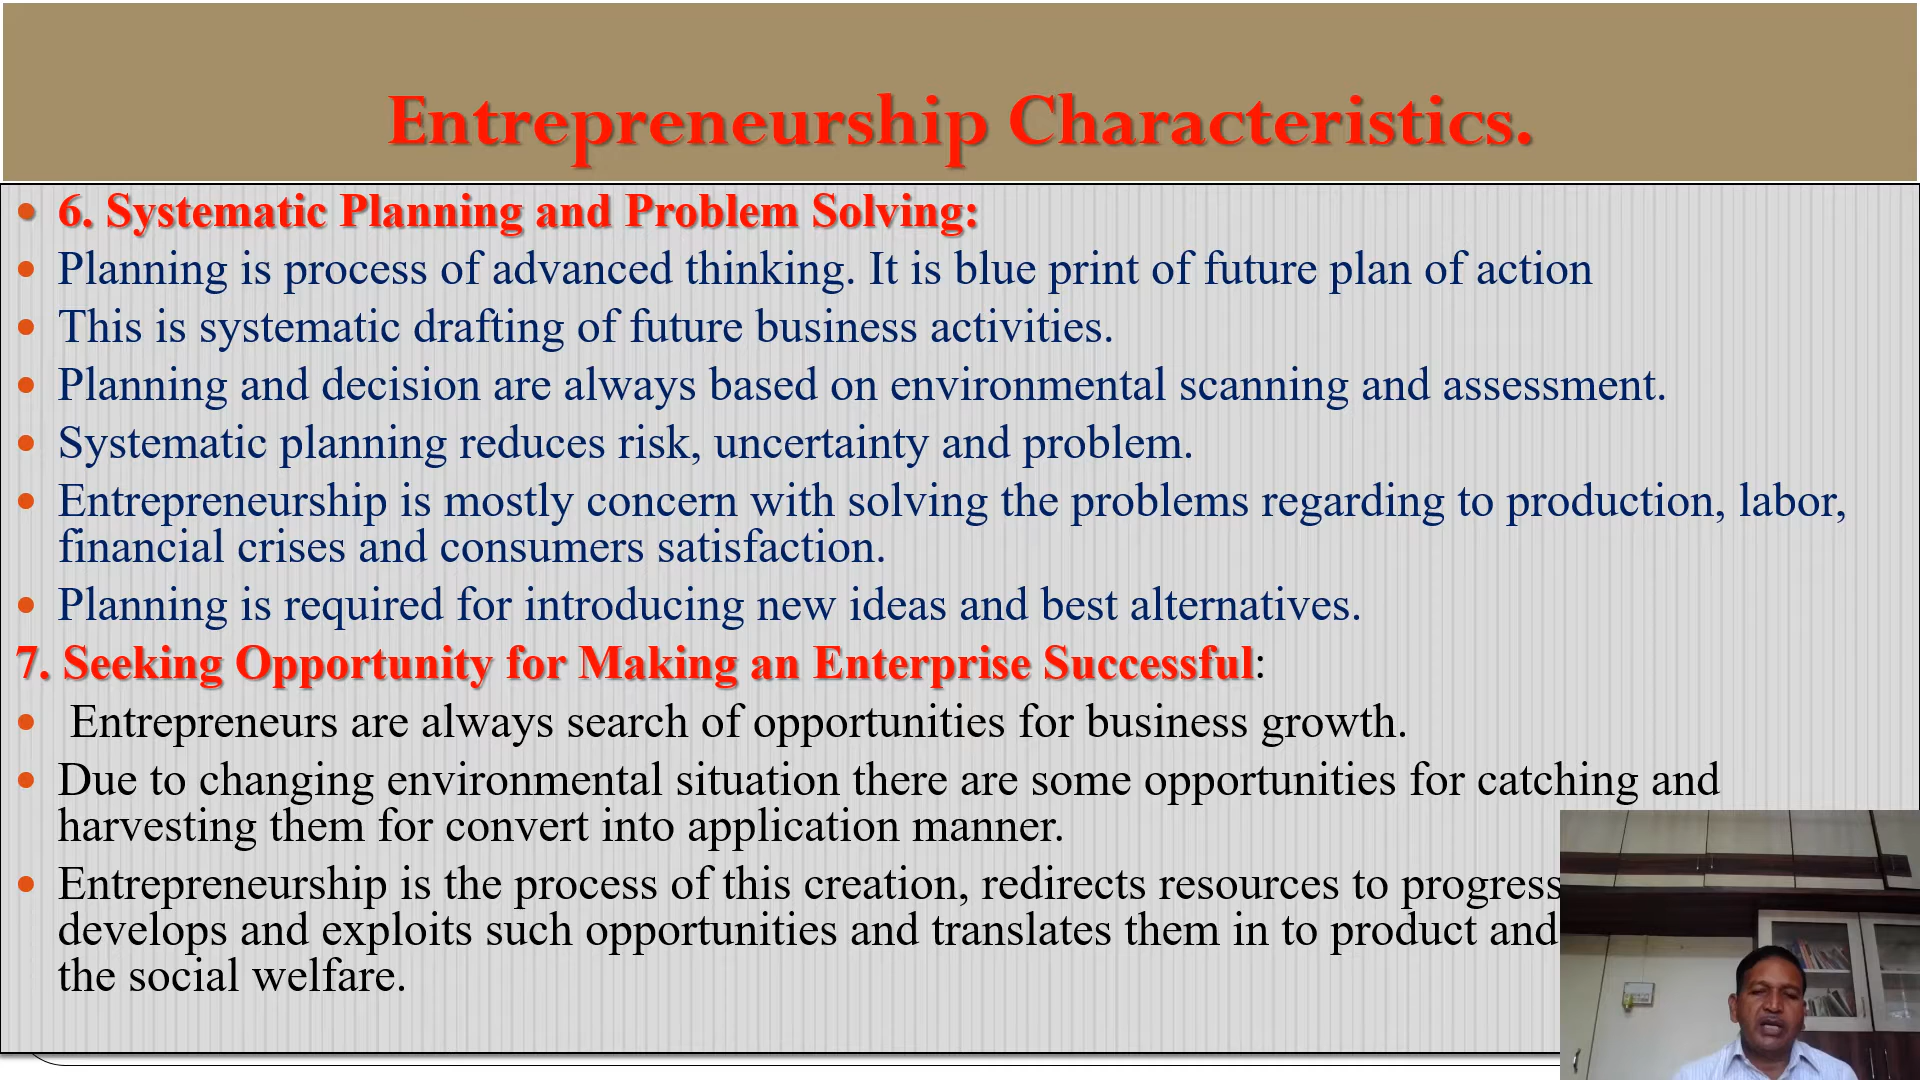 Entrepreneurship Characteristics.
• 6. Systematic Planning and Problem Solving:
• Planning is process of advanced thinking. It is blue print of future plan of action
• This is systematic drafting of future business activities.
• Planning and decision are always based on environmental scanning and assessment.
• Systematic planning reduces risk, uncertainty and problem.
• Entrepreneurship is mostly concern with solving the problems regarding to production, labor,
financial crises and consumers satisfaction.
• Planning is required for introducing new ideas and best alternatives.
7. Seeking Opportunity for Making an Enterprise Successful:
• Entrepreneurs are always search of opportunities for business growth.
• Due to changing environmental situation there are some opportunities for catching and
harvesting them for convert into application manner.
• Entrepreneurship is the process of this creation, redirects resources to progress
develops and exploits such opportunities and translates them in to product and
the social welfare.